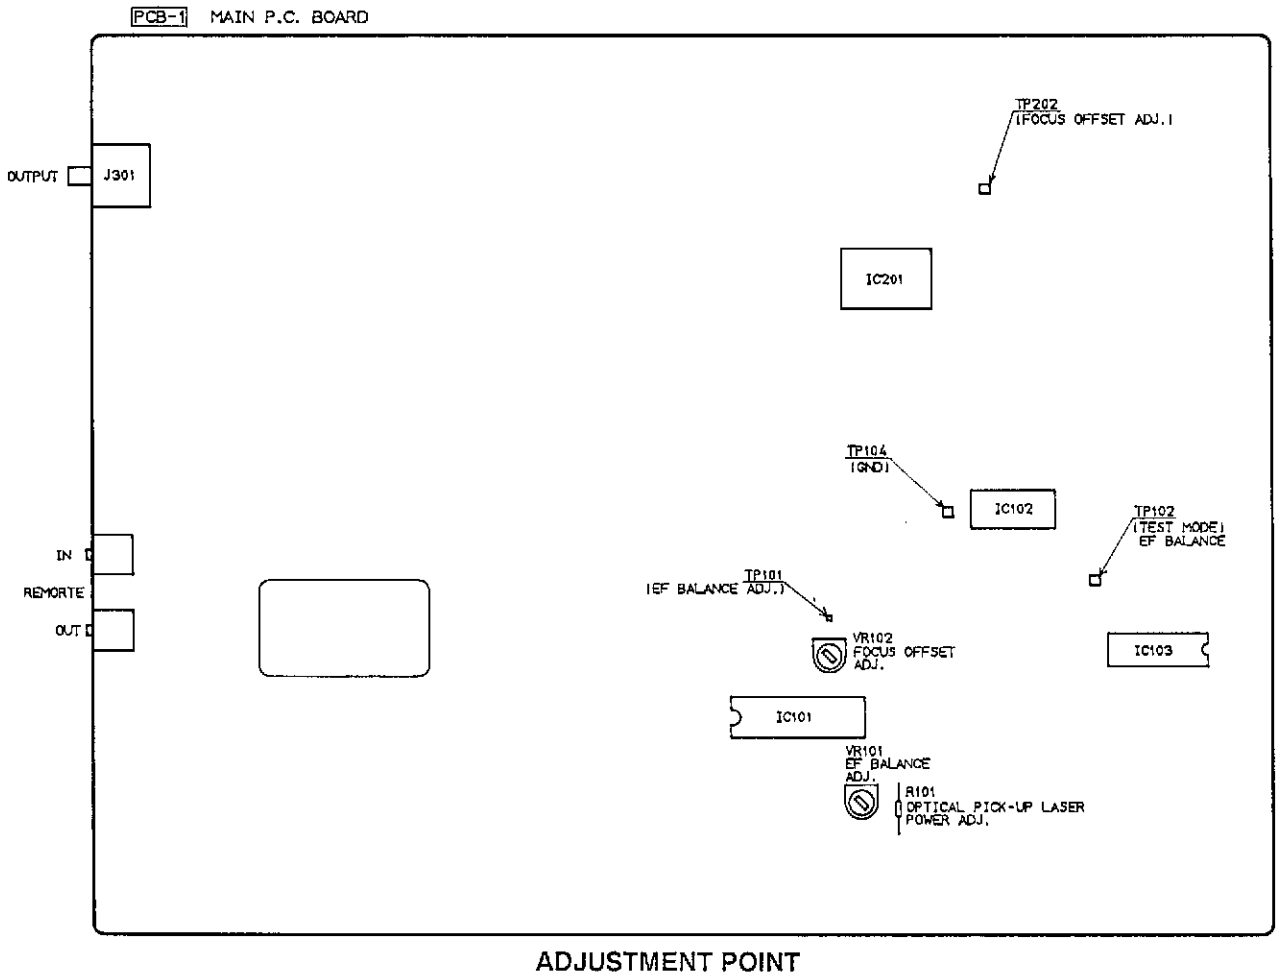 PCB-1 MAIN P.C. BOARD
TP202
(FOCUS OFFSET ADJ.)
OUTPUT
J301
IC201
TP104
(GND)
IC102
TP102
(TEST MODE)
EF BALANCE
IN
REMORTE
OUT
TP101
(EF BALANCE ADJ.)
VR102
FOCUS OFFSET
ADJ.
IC103
IC101
VR101
EF BALANCE
ADJ.
R101
OPTICAL PICK-UP LASER
POWER ADJ.
ADJUSTMENT POINT